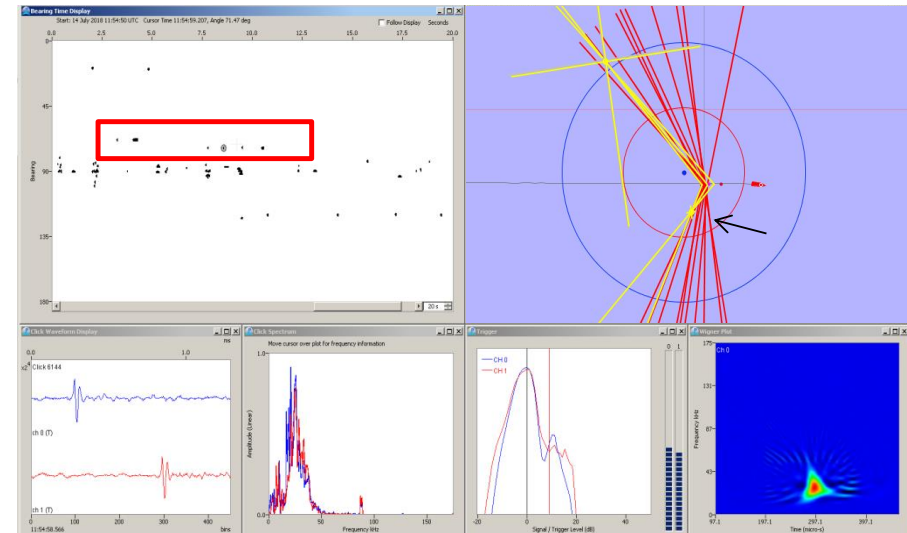 Bearing Time Display
Start: 14 July 2018 11:54:50 UTC Cursor Time 11:54:59.207, Angle 71.47 deg
Follow Display Seconds
0.0 2.5 5.0 7.5 10.0 12.5 15.0 17.5 20.0
0
45
90
135
180
Bearing
20 s
Click Waveform Display
ms
0.0 1.0
Click 6144
ch 0 (T)
ch 1 (T)
0 100 200 300 400
11:54:58.566 bins
Click Spectrum
Move cursor over plot for frequency information
1.0
Amplitude (Linear)
0.0
0 50 100 150
Frequency kHz
Trigger
0 1
CH 0
CH 1
-20 0 20 40
Signal / Trigger Level (dB)
Wigner Plot
Ch 0
175
131
87
43
0
Frequency kHz
97.1 197.1 297.1 397.1
Time (micro-s)